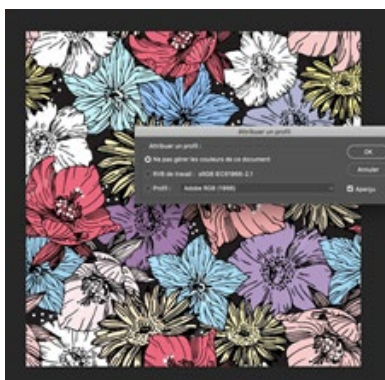 Attribuer un profil
Attribuer un profil :
Ne pas gérer les couleurs de ce document
RVB de travail : sRGB IEC61966-2.1
Profil : Adobe RGB (1998)
OK
Annuler
Aperçu